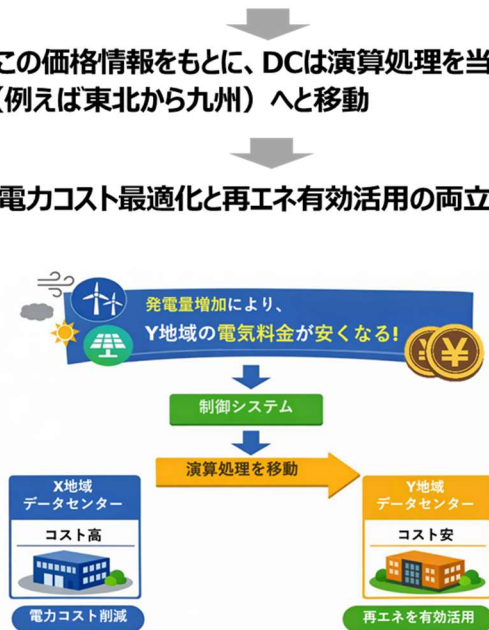 この価格情報をもとに、DCは演算処理を当
(例えば東北から九州）へと移動
電力コスト最適化と再エネ有効活用の両立
発電量増加により、
Y地域の電気料金が安くなる!
¥
制御システム
演算処理を移動
X地域
データセンター
コスト高
電力コスト削減
Y地域
データセンター
コスト安
再エネを有効活用